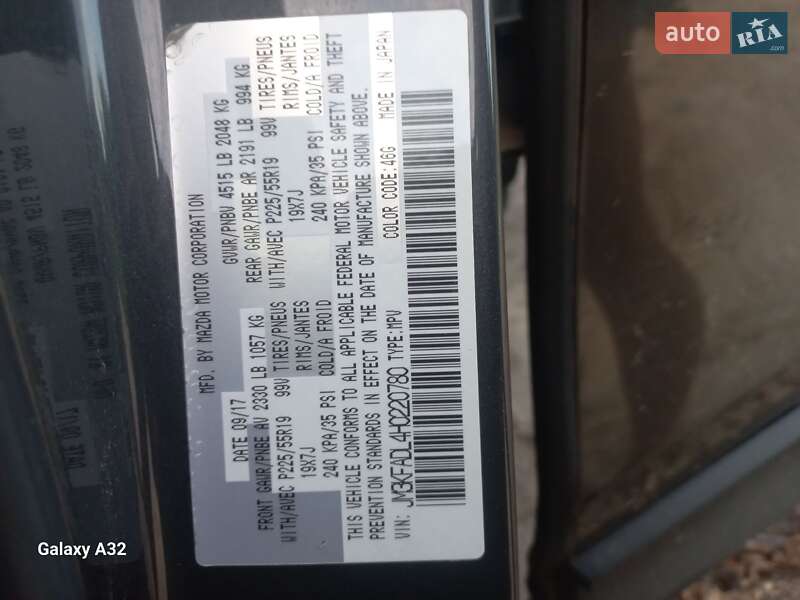 MFD. BY MAZDA MOTOR CORPORATION
DATE 09/17 GVWR/PNBV 4515 LB 2048 KG
FRONT GAWR/PNBE AV 2330 LB 1057 KG REAR GAWR/PNBE AR 2191 LB 994 KG
WITH/AVEC P225/55R19 99V TIRES/PNEUS WITH/AVEC P225/55R19 99V TIRES/PNEUS
19X7J RIMS/JANTES 19X7J RIMS/JANTES
240 KPA/35 PSI COLD/A FROID 240 KPA/35 PSI COLD/A FROID
THIS VEHICLE CONFORMS TO ALL APPLICABLE FEDERAL MOTOR VEHICLE SAFETY AND THEFT
PREVENTION STANDARDS IN EFFECT ON THE DATE OF MANUFACTURE SHOWN ABOVE.
COLOR CODE:46G MADE IN JAPAN
VIN: JM3KFADL4H0220780 TYPE:MPV
auto RIA
.com
Galaxy A32